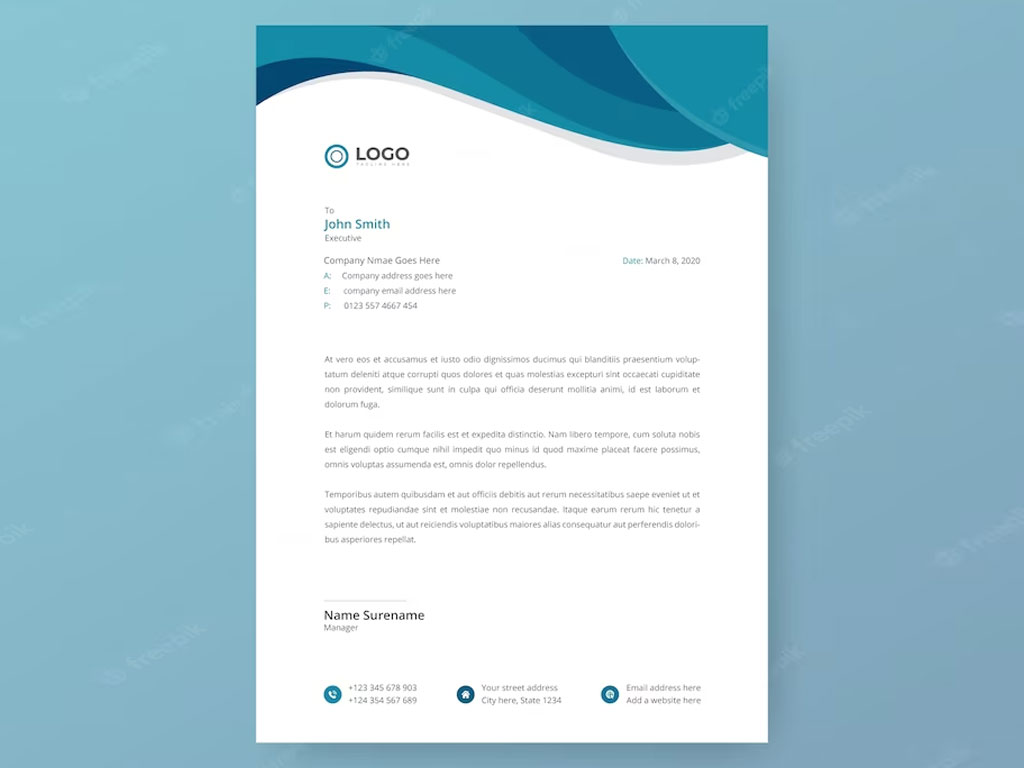 LOGO
TAGLINE HERE
To
John Smith
Executive
Company Nmae Goes Here
Date: March 8, 2020
A: Company address goes here
E: company email address here
P: 0123 557 4667 454
At vero eos et accusamus et iusto odio dignissimos ducimus qui blanditiis praesentium volup-
tatum deleniti atque corrupti quos dolores et quas molestias excepturi sint occaecati cupiditate
non provident, similique sunt in culpa qui officia deserunt mollitia animi, id est laborum et
dolorum fuga.
Et harum quidem rerum facilis est et expedita distinctio. Nam libero tempore, cum soluta nobis
est eligendi optio cumque nihil impedit quo minus id quod maxime placeat facere possimus,
omnis voluptas assumenda est, omnis dolor repellendus.
Temporibus autem quibusdam et aut officiis debitis aut rerum necessitatibus saepe eveniet ut et
voluptates repudiandae sint et molestiae non recusandae. Itaque earum rerum hic tenetur a
sapiente delectus, ut aut reiciendis voluptatibus maiores alias consequatur aut perferendis dolori-
bus asperiores repellat.
Name Surename
Manager
+123 345 678 903
+124 354 567 689
Your street address
City here, State 1234
Email address here
Add a website here
freepik